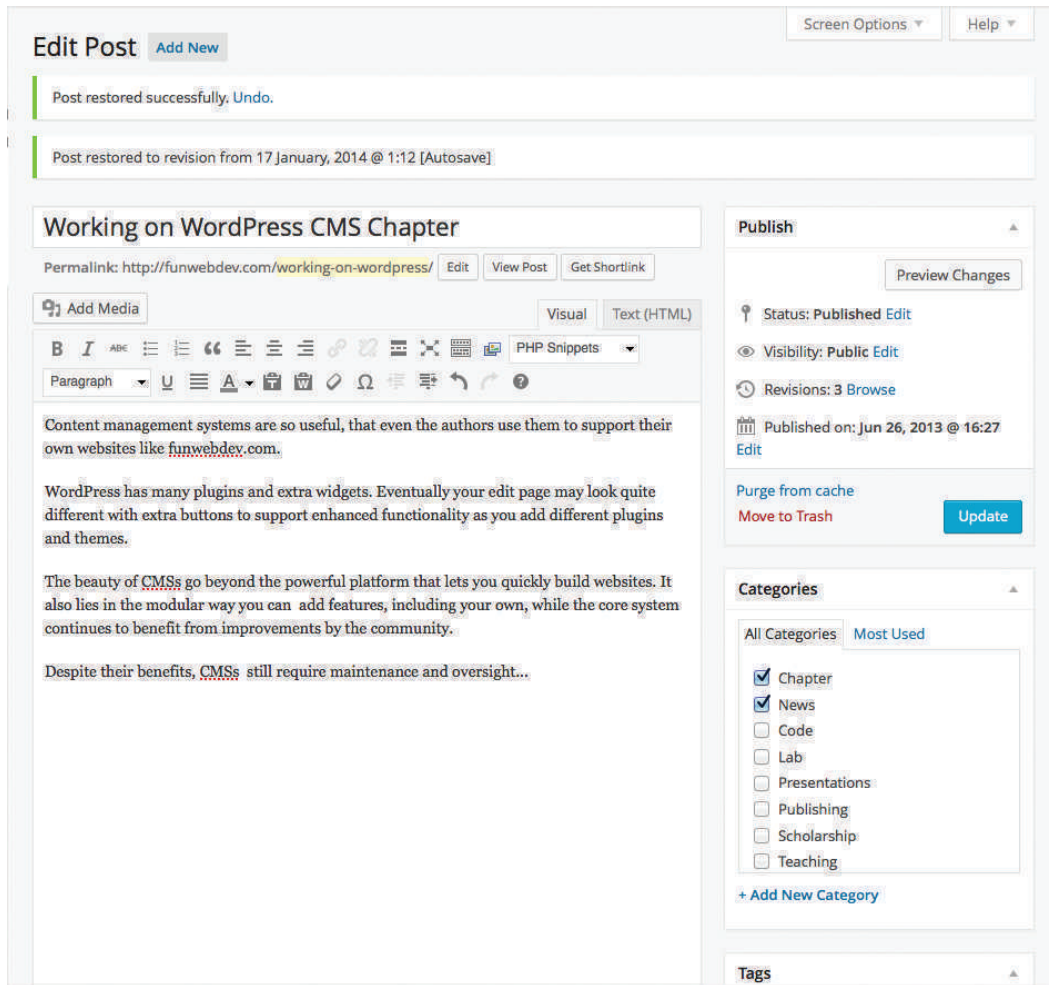 Screen Options Help
Edit Post Add New
Post restored successfully. Undo.
Post restored to revision from 17 January, 2014 @ 1:12 [Autosave]
Working on WordPress CMS Chapter
Permalink: http://funwebdev.com/working-on-wordpress/ Edit View Post Get Shortlink
Add Media
Visual Text (HTML)
B I ABC PHP Snippets
Paragraph U A T W Ω ?
Content management systems are so useful, that even the authors use them to support their
own websites like funwebdev.com.
WordPress has many plugins and extra widgets. Eventually your edit page may look quite
different with extra buttons to support enhanced functionality as you add different plugins
and themes.
The beauty of CMSs go beyond the powerful platform that lets you quickly build websites. It
also lies in the modular way you can add features, including your own, while the core system
continues to benefit from improvements by the community.
Despite their benefits, CMSs still require maintenance and oversight...
Publish
Preview Changes
Status: Published Edit
Visibility: Public Edit
Revisions: 3 Browse
Published on: Jun 26, 2013 @ 16:27
Edit
Purge from cache
Move to Trash Update
Categories
All Categories Most Used
Chapter
News
Code
Lab
Presentations
Publishing
Scholarship
Teaching
+ Add New Category
Tags